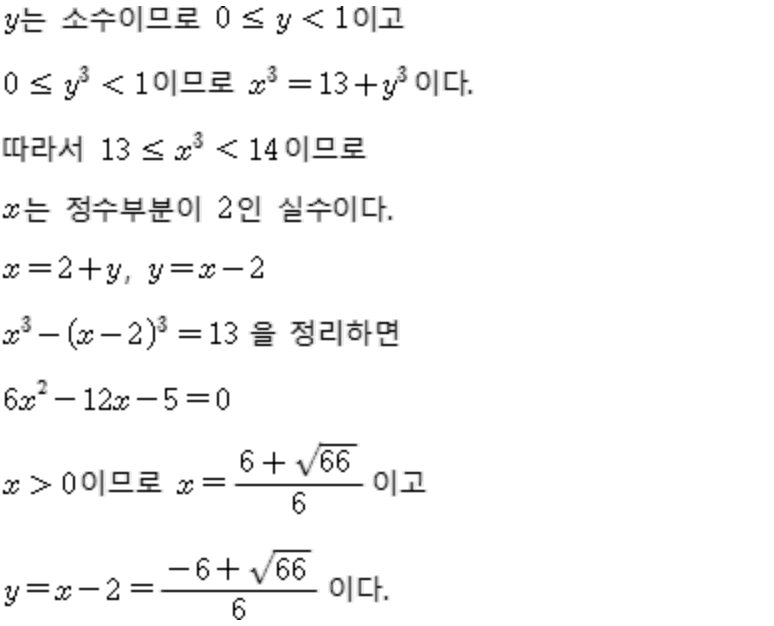 y는 소수이므로 0 ≤ y < 1이고
0 ≤ y³ < 1이므로 x³ = 13 + y³이다.
따라서 13 ≤ x³ < 14이므로
x는 정수부분이 2인 실수이다.
x = 2 + y, y = x − 2
x³ − (x − 2)³ = 13 을 정리하면
6x² − 12x − 5 = 0
x > 0이므로 x = (6 + √66)/6 이고
y = x − 2 = (−6 + √66)/6 이다.